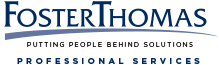 FOSTERTHOMAS
PUTTING PEOPLE BEHIND SOLUTIONS
PROFESSIONAL SERVICES